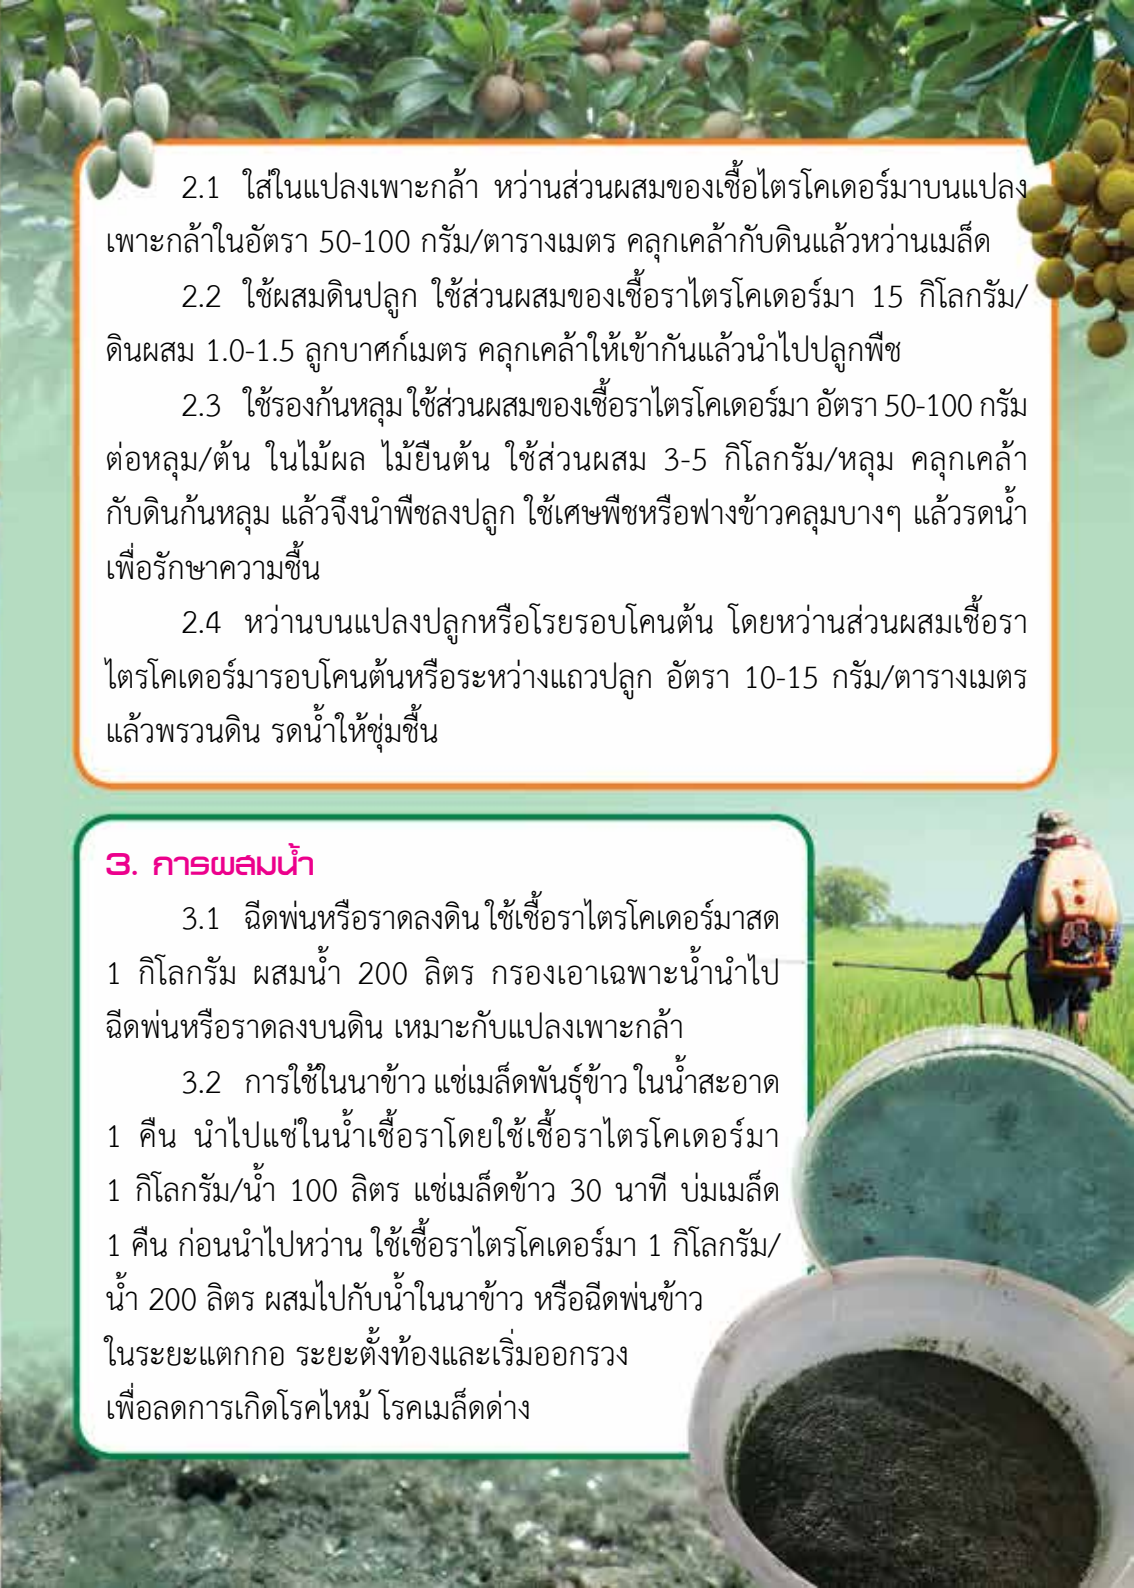 2.1 ใส่ในแปลงเพาะกล้า หว่านส่วนผสมของเชื้อไตรโคเดอร์มาบนแปลง
เพาะกล้าในอัตรา 50-100 กรัม/ตารางเมตร คลุกเคล้ากับดินแล้วหว่านเมล็ด
2.2 ใช้ผสมดินปลูก ใช้ส่วนผสมของเชื้อราไตรโคเดอร์มา 15 กิโลกรัม/
ดินผสม 1.0-1.5 ลูกบาศก์เมตร คลุกเคล้าให้เข้ากันแล้วนำไปปลูกพืช
2.3 ใช้รองก้นหลุม ใช้ส่วนผสมของเชื้อราไตรโคเดอร์มา อัตรา 50-100 กรัม
ต่อหลุม/ต้น ในไม้ผล ไม้ยืนต้น ใช้ส่วนผสม 3-5 กิโลกรัม/หลุม คลุกเคล้า
กับดินก้นหลุม แล้วจึงนำพืชลงปลูก ใช้เศษพืชหรือฟางข้าวคลุมบางๆ แล้วรดน้ำ
เพื่อรักษาความชื้น
2.4 หว่านบนแปลงปลูกหรือโรยรอบโคนต้น โดยหว่านส่วนผสมเชื้อรา
ไตรโคเดอร์มารอบโคนต้นหรือระหว่างแถวปลูก อัตรา 10-15 กรัม/ตารางเมตร
แล้วพรวนดิน รดน้ำให้ชุ่มชื้น
3. การผสมน้ำ
3.1 ฉีดพ่นหรือราดลงดิน ใช้เชื้อราไตรโคเดอร์มาสด
1 กิโลกรัม ผสมน้ำ 200 ลิตร กรองเอาเฉพาะน้ำนำไป
ฉีดพ่นหรือราดลงบนดิน เหมาะกับแปลงเพาะกล้า
3.2 การใช้ในนาข้าว แช่เมล็ดพันธุ์ข้าว ในน้ำสะอาด
1 คืน นำไปแช่ในน้ำเชื้อราโดยใช้เชื้อราไตรโคเดอร์มา
1 กิโลกรัม/น้ำ 100 ลิตร แช่เมล็ดข้าว 30 นาที บ่มเมล็ด
1 คืน ก่อนนำไปหว่าน ใช้เชื้อราไตรโคเดอร์มา 1 กิโลกรัม/
น้ำ 200 ลิตร ผสมไปกับน้ำในนาข้าว หรือฉีดพ่นข้าว
ในระยะแตกกอ ระยะตั้งท้องและเริ่มออกรวง
เพื่อลดการเกิดโรคไหม้ โรคเมล็ดด่าง